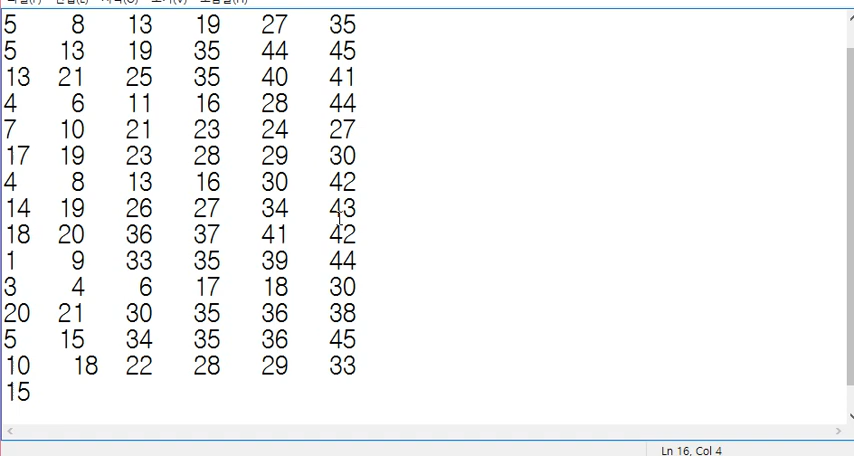 5 8 13 19 27 35
5 13 19 35 44 45
13 21 25 35 40 41
4 6 11 16 28 44
7 10 21 23 24 27
17 19 23 28 29 30
4 8 13 16 30 42
14 19 26 27 34 43
18 20 36 37 41 42
1 9 33 35 39 44
3 4 6 17 18 30
20 21 30 35 36 38
5 15 34 35 36 45
10 18 22 28 29 33
15
Ln 16, Col 4